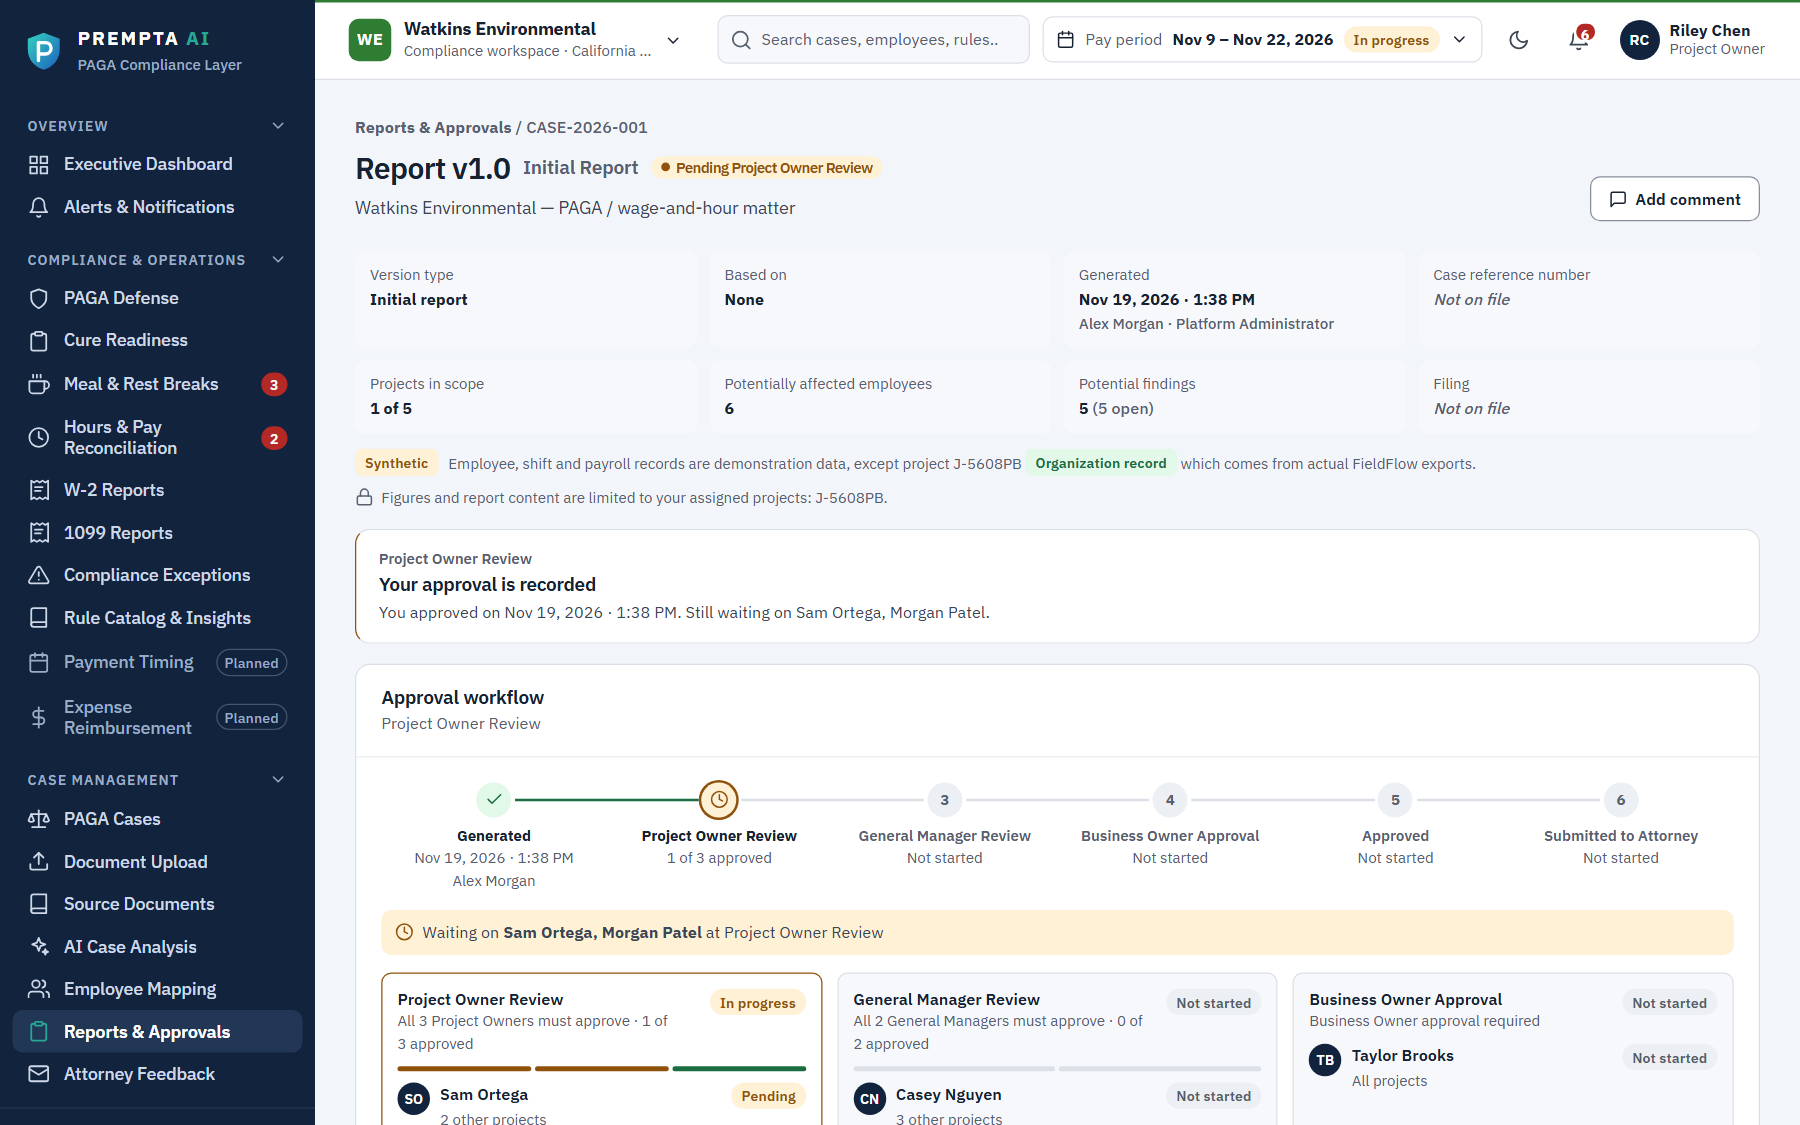 PREMPTA AI
PAGA Compliance Layer
OVERVIEW
Executive Dashboard
Alerts & Notifications
COMPLIANCE & OPERATIONS
PAGA Defense
Cure Readiness
Meal & Rest Breaks 3
Hours & Pay
Reconciliation 2
W-2 Reports
1099 Reports
Compliance Exceptions
Rule Catalog & Insights
Payment Timing Planned
Expense
Reimbursement Planned
CASE MANAGEMENT
PAGA Cases
Document Upload
Source Documents
AI Case Analysis
Employee Mapping
Reports & Approvals
Attorney Feedback
WE Watkins Environmental
Compliance workspace · California ...
Search cases, employees, rules..
Pay period Nov 9 – Nov 22, 2026 In progress
6
RC Riley Chen
Project Owner
Reports & Approvals / CASE-2026-001
Report v1.0 Initial Report Pending Project Owner Review
Watkins Environmental — PAGA / wage-and-hour matter
Add comment
Version type
Initial report
Based on
None
Generated
Nov 19, 2026 · 1:38 PM
Alex Morgan · Platform Administrator
Case reference number
Not on file
Projects in scope
1 of 5
Potentially affected employees
6
Potential findings
5 (5 open)
Filing
Not on file
Synthetic Employee, shift and payroll records are demonstration data, except project J-5608PB Organization record which comes from actual FieldFlow exports.
Figures and report content are limited to your assigned projects: J-5608PB.
Project Owner Review
Your approval is recorded
You approved on Nov 19, 2026 · 1:38 PM. Still waiting on Sam Ortega, Morgan Patel.
Approval workflow
Project Owner Review
Generated
Nov 19, 2026 · 1:38 PM
Alex Morgan
Project Owner Review
1 of 3 approved
3
General Manager Review
Not started
4
Business Owner Approval
Not started
5
Approved
Not started
6
Submitted to Attorney
Not started
Waiting on Sam Ortega, Morgan Patel at Project Owner Review
Project Owner Review In progress
All 3 Project Owners must approve · 1 of
3 approved
SO Sam Ortega Pending
2 other projects
General Manager Review Not started
All 2 General Managers must approve · 0 of
2 approved
CN Casey Nguyen Not started
3 other projects
Business Owner Approval Not started
Business Owner approval required
TB Taylor Brooks Not started
All projects